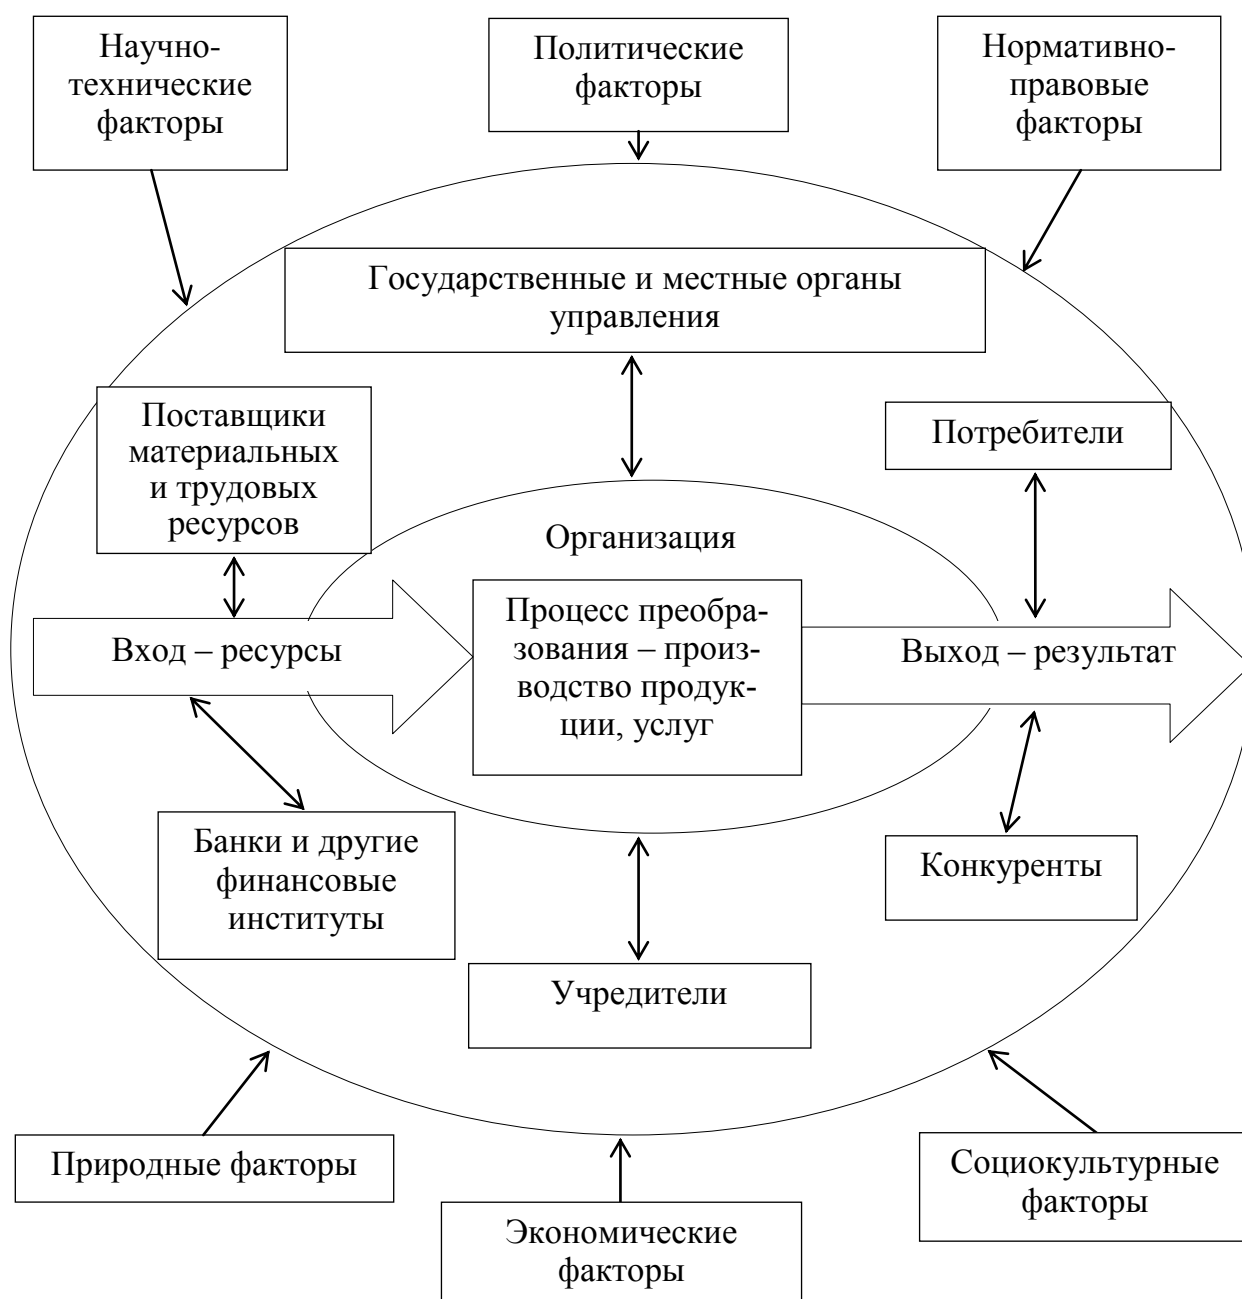 Научно-
технические
факторы
Политические
факторы
Нормативно-
правовые
факторы
Государственные и местные органы
управления
Поставщики
материальных
и трудовых
ресурсов
Потребители
Организация
Вход – ресурсы
Процесс преобра-
зования – произ-
водство продук-
ции, услуг
Выход – результат
Банки и другие
финансовые
институты
Конкуренты
Учредители
Природные факторы
Экономические
факторы
Социокультурные
факторы